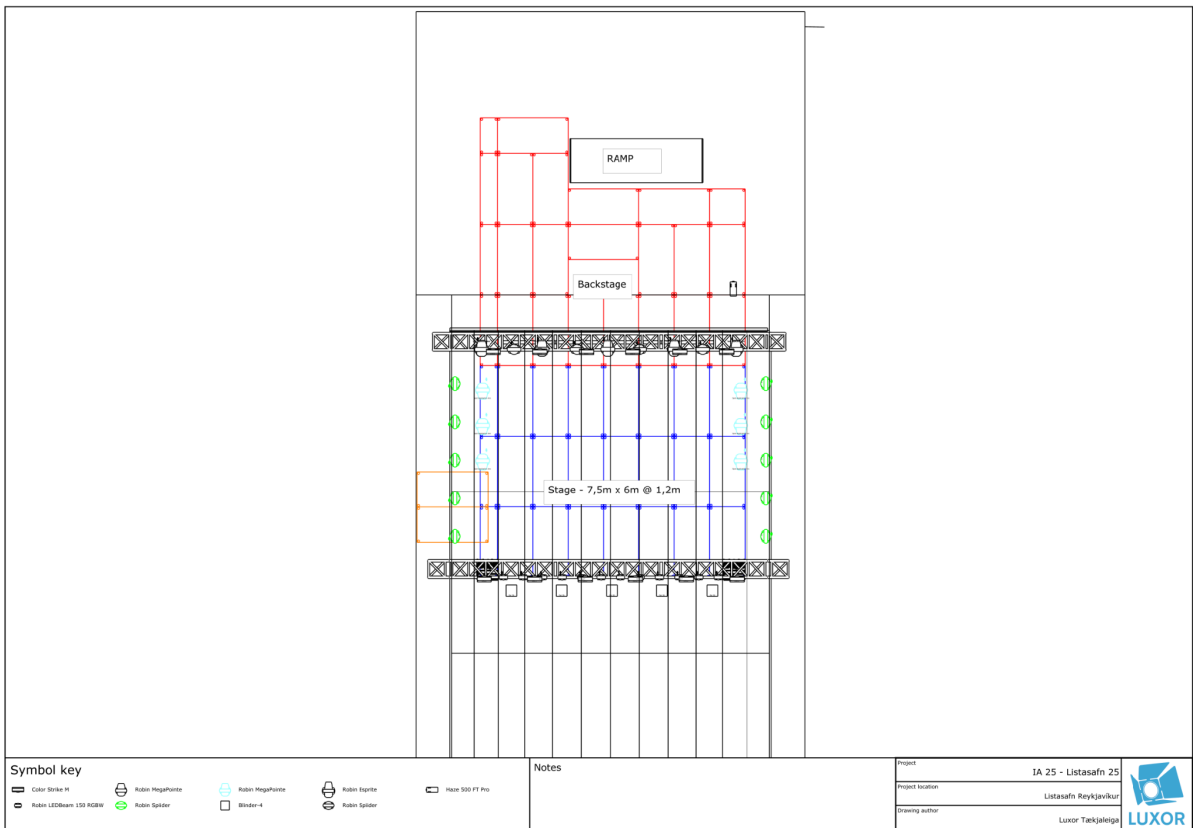 RAMP
Backstage
Stage - 7,5m x 6m @ 1,2m
Symbol key
Color Strike M
Robin MegaPointe
Robin MegaPointe
Robin Esprite
Haze 500 FT Pro
Robin LEDBeam 150 RGBW
Robin Spiider
Blinder-4
Robin Spiider
Notes
Project
IA 25 - Listasafn 25
Project location
Listasafn Reykjavíkur
Drawing author
Luxor Tækjaleiga
LUXOR